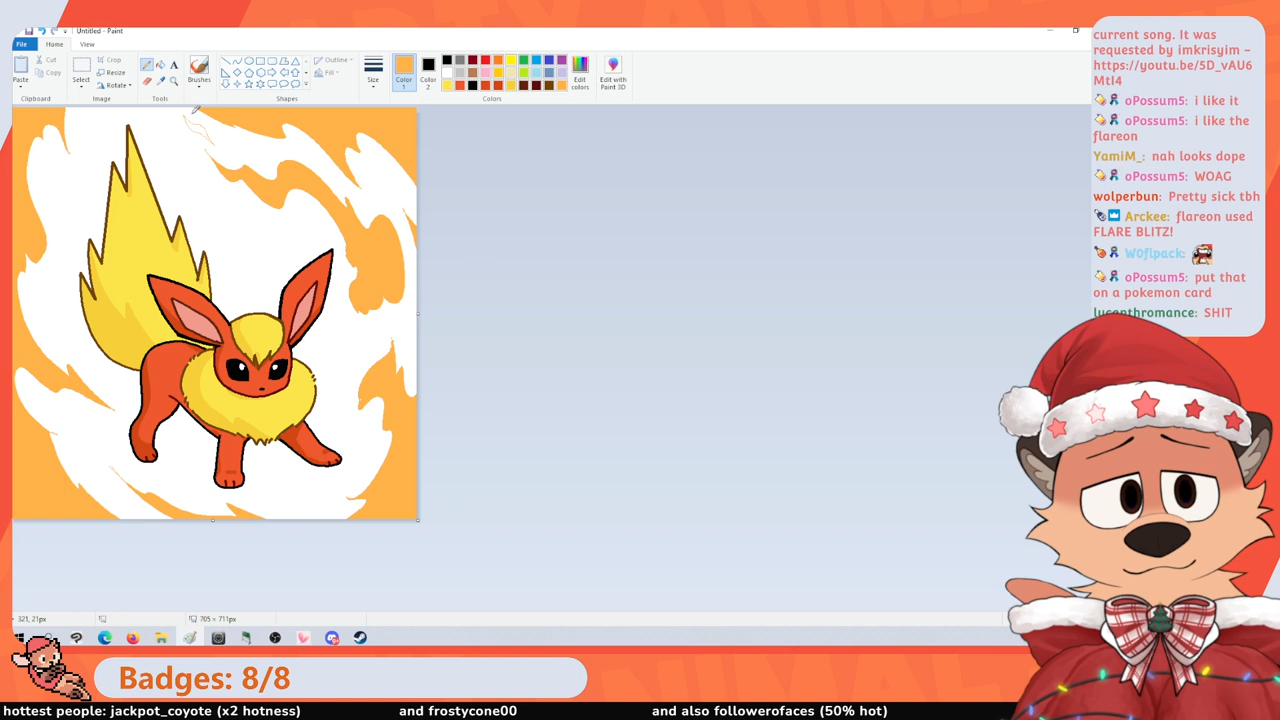 Untitled - Paint
File Home View
Paste
Cut
Copy
Clipboard
Select
Crop
Resize
Rotate
Image
Tools
Brushes
Shapes
Outline
Fill
Size
Color 1
Color 2
Colors
Edit colors
Edit with Paint 3D
321, 21px
705 × 711px
current song. It was
requested by imkrisyim -
https://youtu.be/5D_vAU6
MtI4
oPossum5: i like it
oPossum5: i like the
flareon
YamiM_: nah looks dope
oPossum5: WOAG
wolperbun: Pretty sick tbh
Arckee: flareon used
FLARE BLITZ!
W0flpack:
oPossum5: put that
on a pokemon card
lucanthromance: SHIT
Badges: 8/8
hottest people: jackpot_coyote (x2 hotness) and frostycone00 and also followerofaces (50% hot)